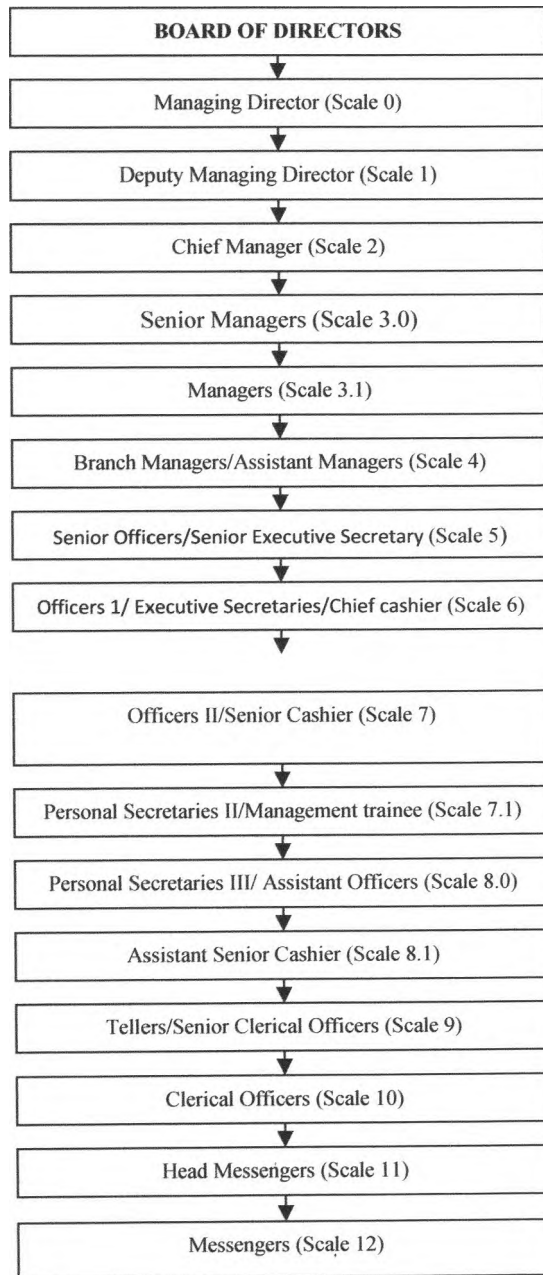 BOARD OF DIRECTORS
Managing Director (Scale 0)
Deputy Managing Director (Scale 1)
Chief Manager (Scale 2)
Senior Managers (Scale 3.0)
Managers (Scale 3.1)
Branch Managers/Assistant Managers (Scale 4)
Senior Officers/Senior Executive Secretary (Scale 5)
Officers 1/ Executive Secretaries/Chief cashier (Scale 6)
Officers II/Senior Cashier (Scale 7)
Personal Secretaries II/Management trainee (Scale 7.1)
Personal Secretaries III/ Assistant Officers (Scale 8.0)
Assistant Senior Cashier (Scale 8.1)
Tellers/Senior Clerical Officers (Scale 9)
Clerical Officers (Scale 10)
Head Messengers (Scale 11)
Messengers (Scale 12)